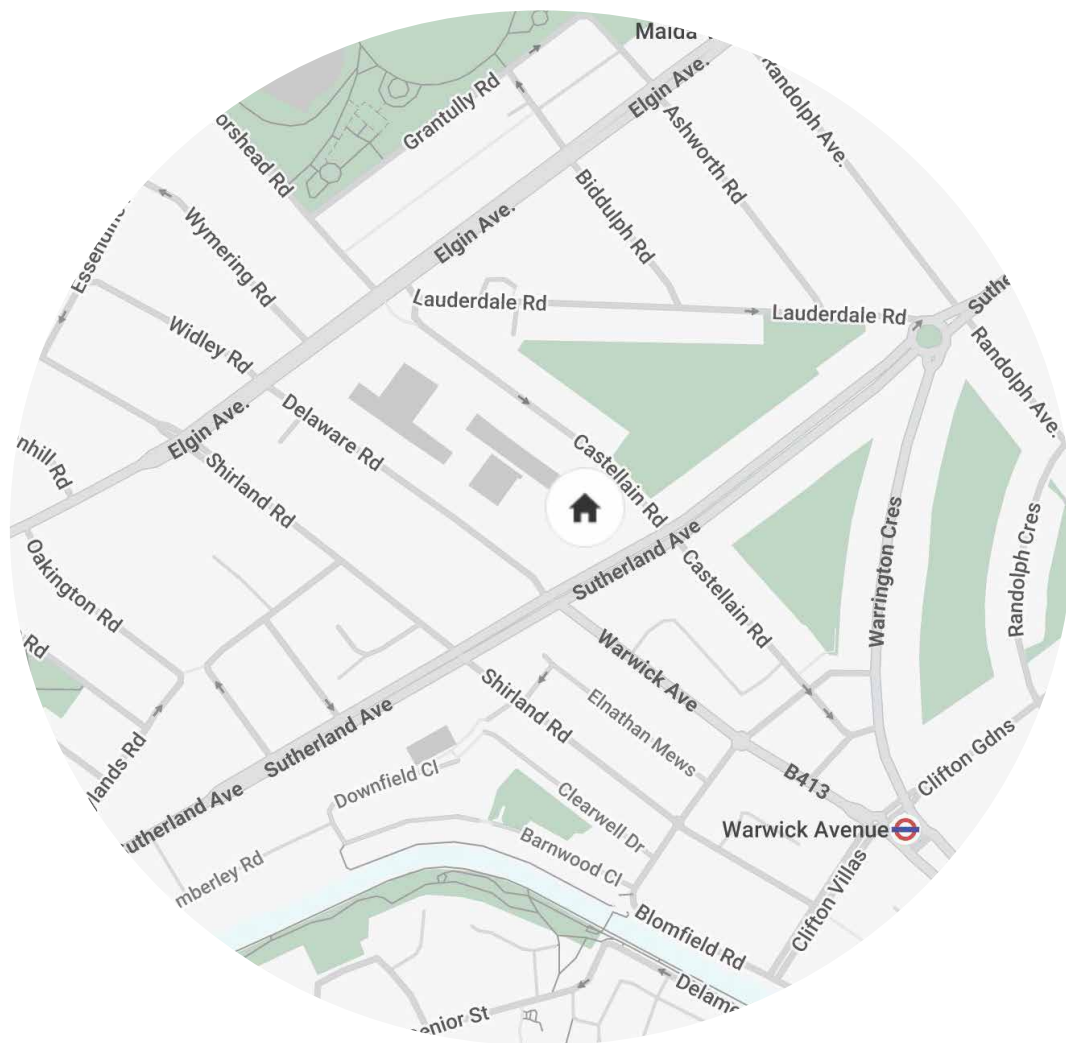 Maida
Elgin Ave.
Randolph Ave.
Grantully Rd
Ashworth Rd
orshead Rd
Biddulph Rd
Wymering Rd
Elgin Ave.
Lauderdale Rd
Lauderdale Rd
Widley Rd
Randolph Ave.
Delaware Rd
Elgin Ave.
Castellain Rd
nhill Rd
Shirland Rd
Warrington Cres
Randolph Cres
Sutherland Ave
Oakington Rd
Castellain Rd
Rd
Warwick Ave
Shirland Rd
Elnathan Mews
Sutherland Ave
lands Rd
Clifton Gdns
Downfield Cl
B413
utherland Ave
Clearwell Dr
Warwick Avenue
Barnwood Cl
mberley Rd
Clifton Villas
Blomfield Rd
Delame
enior St